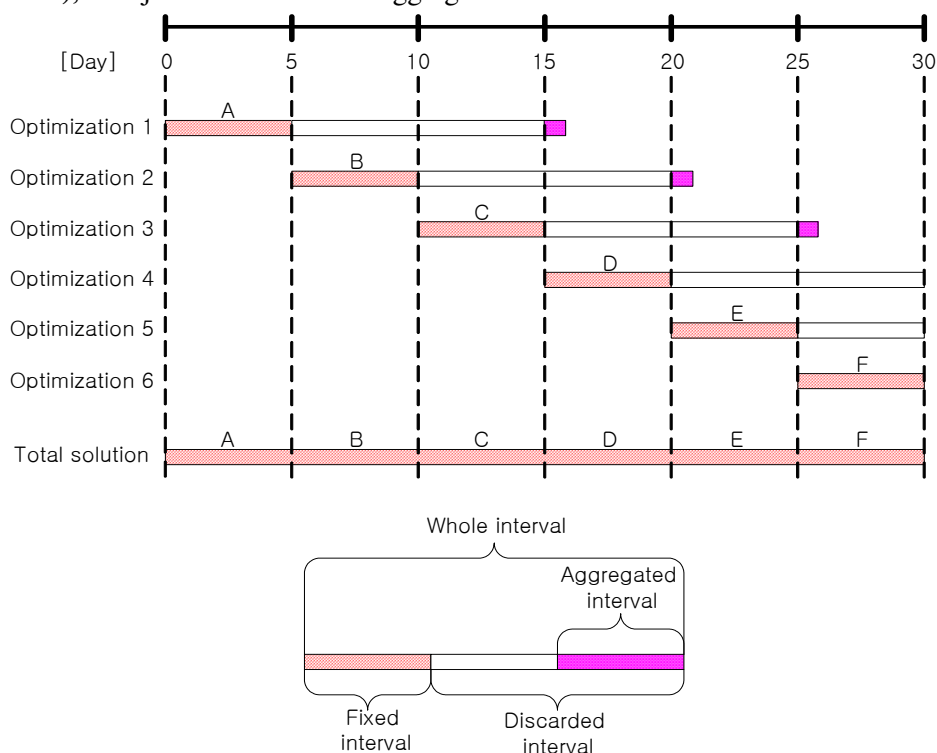 [Day] 0 5 10 15 20 25 30
A
Optimization 1
B
Optimization 2
C
Optimization 3
D
Optimization 4
E
Optimization 5
F
Optimization 6
A B C D E F
Total solution
Whole interval
Aggregated
interval
Fixed
interval
Discarded
interval